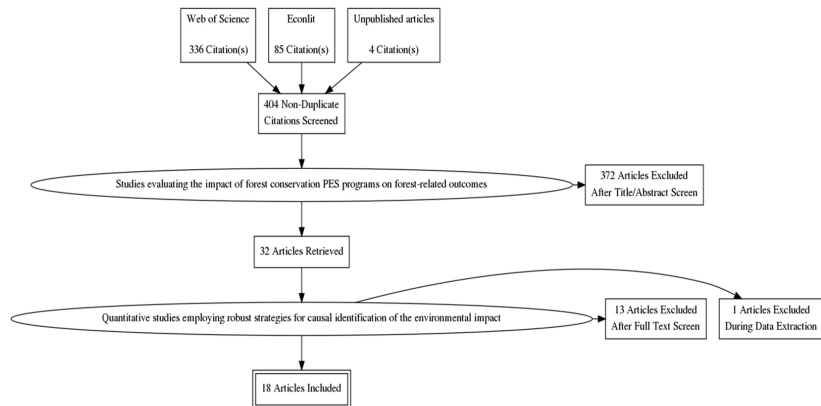 Web of Science
336 Citation(s)
Econlit
85 Citation(s)
Unpublished articles
4 Citation(s)
404 Non-Duplicate
Citations Screened
Studies evaluating the impact of forest conservation PES programs on forest-related outcomes
372 Articles Excluded
After Title/Abstract Screen
32 Articles Retrieved
Quantitative studies employing robust strategies for causal identification of the environmental impact
13 Articles Excluded
After Full Text Screen
1 Articles Excluded
During Data Extraction
18 Articles Included